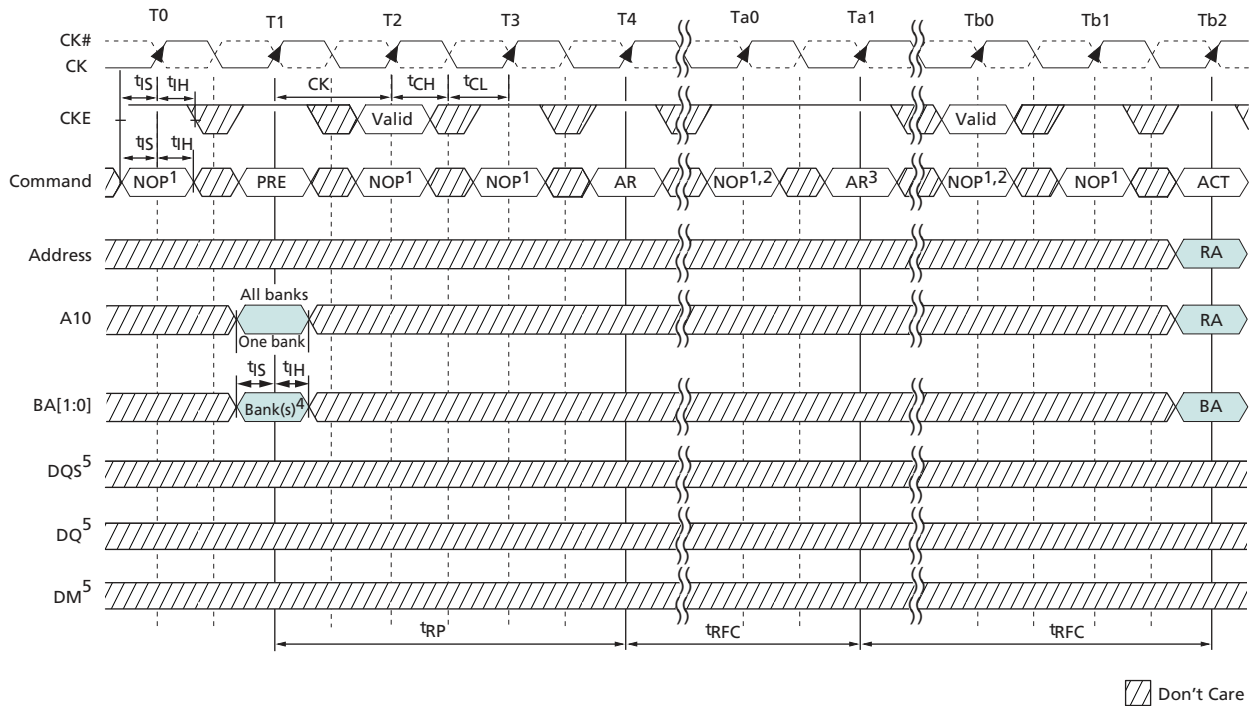 T0 T1 T2 T3 T4 Ta0 Ta1 Tb0 Tb1 Tb2
CK#
CK
tIS tIH CK tCH tCL
CKE Valid Valid
tIS tIH
Command NOP1 PRE NOP1 NOP1 AR NOP1,2 AR3 NOP1,2 NOP1 ACT
Address RA
All banks
A10 RA
One bank
tIS tIH
BA[1:0] Bank(s)4 BA
DQS5
DQ5
DM5
tRP tRFC tRFC
Don't Care